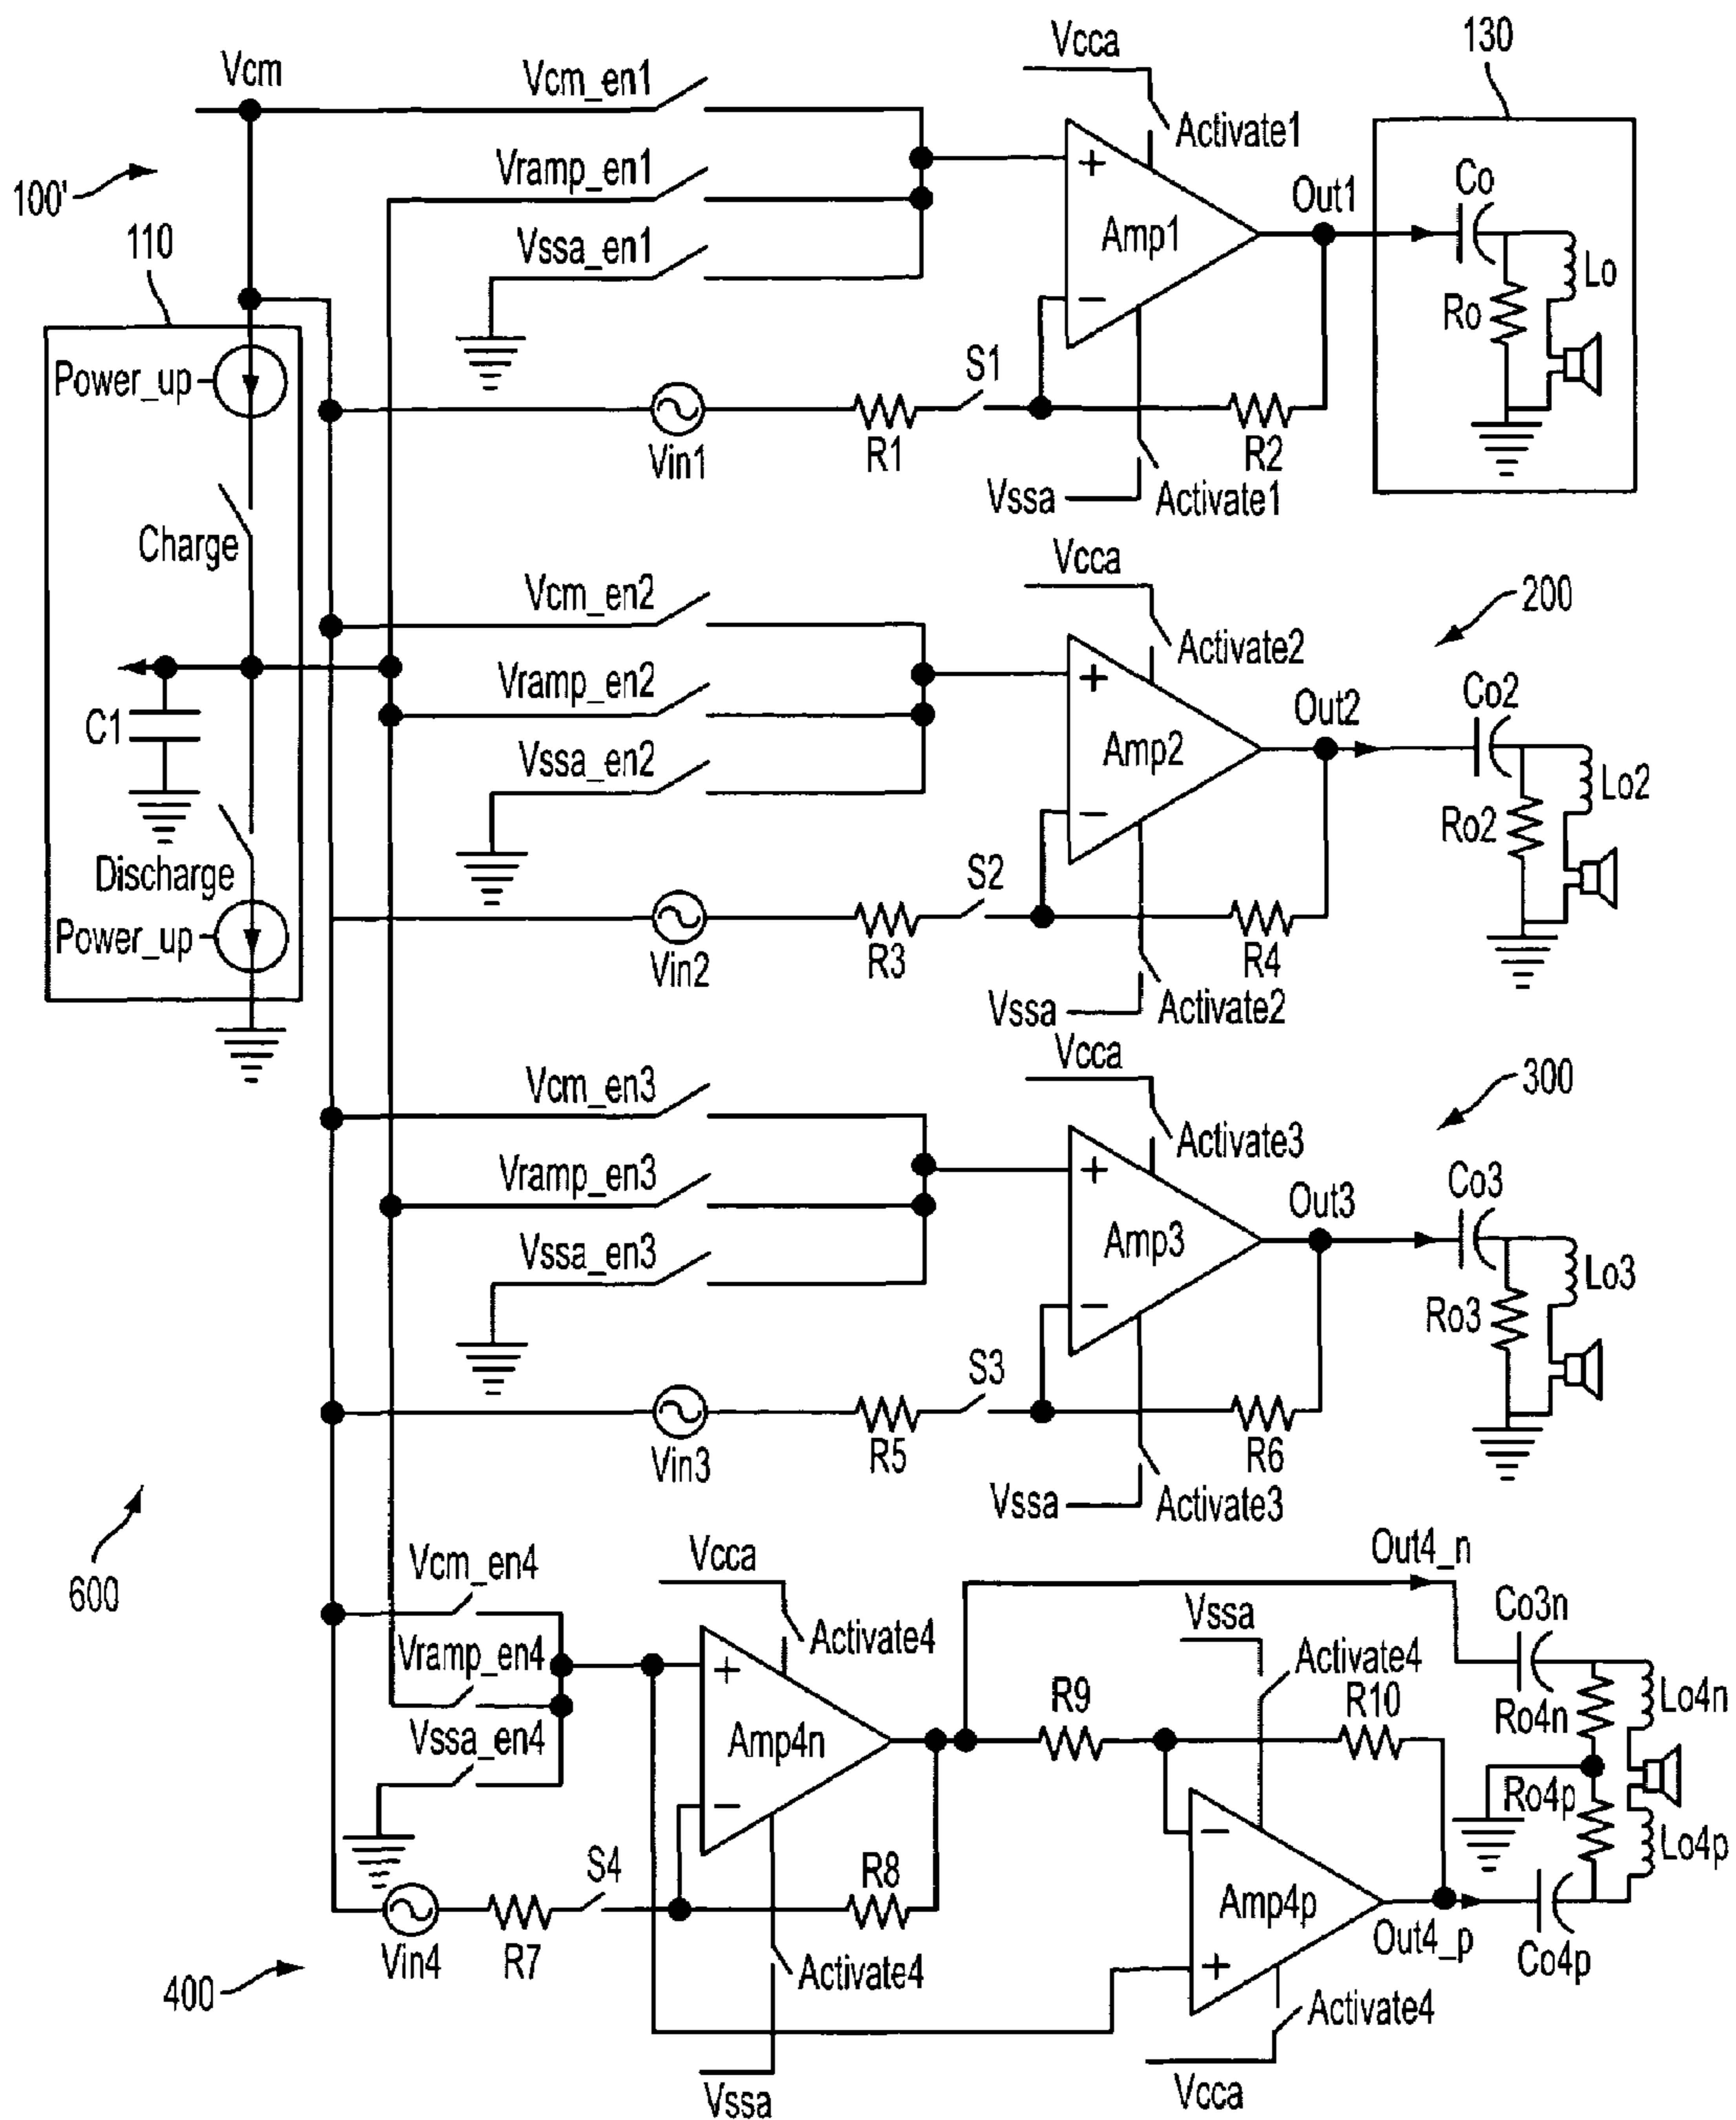 130
Vcca
Vcm
Vcm_en1
Activate1
Co
100'
Vramp_en1
+
Out1
Amp1
Lo
110
Vssa_en1
Ro
−
Power_up
S1
Vin1
R1
R2
Vssa
Activate1
Charge
Vcca
Vcm_en2
200
Activate2
Vramp_en2
+
Co2
Out2
C1
Amp2
Vssa_en2
Lo2
Ro2
−
Discharge
S2
Power_up
Vin2
R3
R4
Vssa
Activate2
Vcca
Vcm_en3
300
Activate3
Vramp_en3
+
Co3
Out3
Amp3
Vssa_en3
Lo3
Ro3
−
S3
Vin3
R5
R6
Vssa
Activate3
600
Vcm_en4
Vcca
Out4_n
Vssa
Co3n
Activate4
Activate4
Vramp_en4
+
R9
R10
Lo4n
Ro4n
Vssa_en4
Amp4n
Ro4p
−
−
Lo4p
S4
R8
Amp4p
Vin4
R7
Out4_p
Co4p
400
Activate4
+
Activate4
Vssa
Vcca